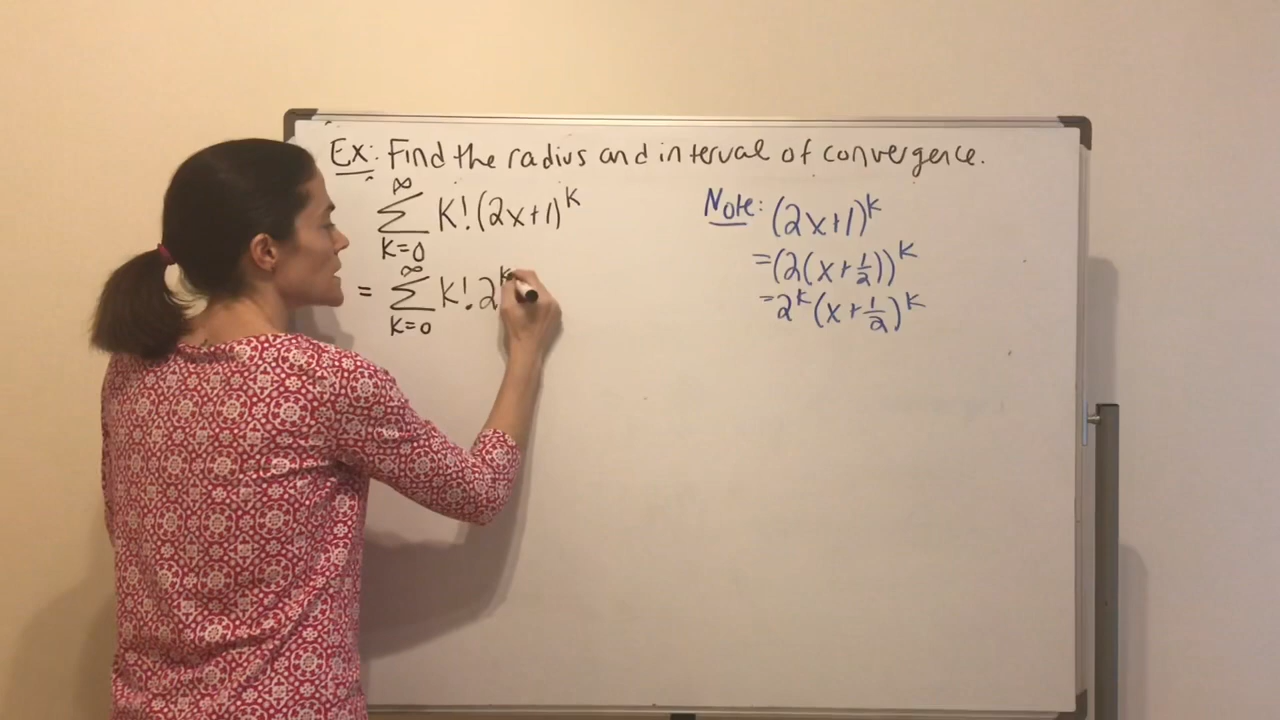 Ex: Find the radius and interval of convergence.
∞
Σ K!(2x+1)^K
K=0
∞
= Σ K! 2^K
K=0
Note: (2x+1)^K
=(2(x+1/2))^K
=2^K(x+1/2)^K